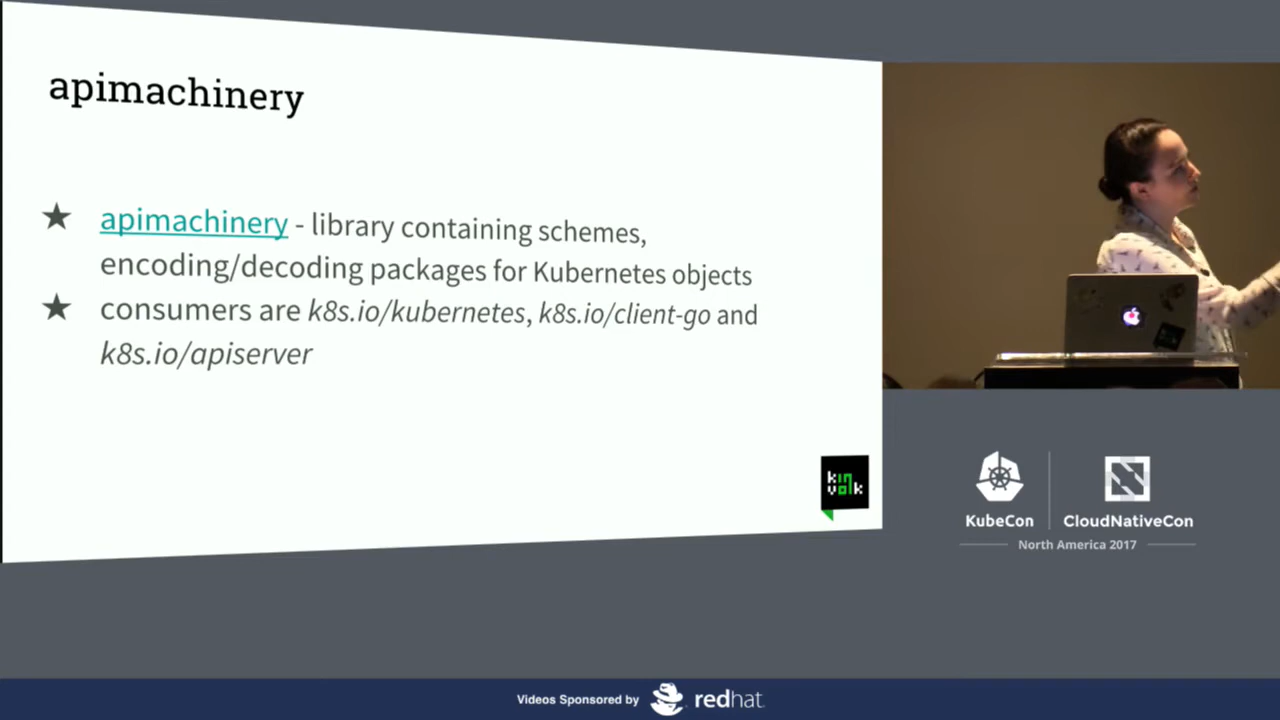 apimachinery
★ apimachinery - library containing schemes,
encoding/decoding packages for Kubernetes objects
★ consumers are k8s.io/kubernetes, k8s.io/client-go and
k8s.io/apiserver
kin
volk
KubeCon
CloudNativeCon
North America 2017
Videos Sponsored by redhat